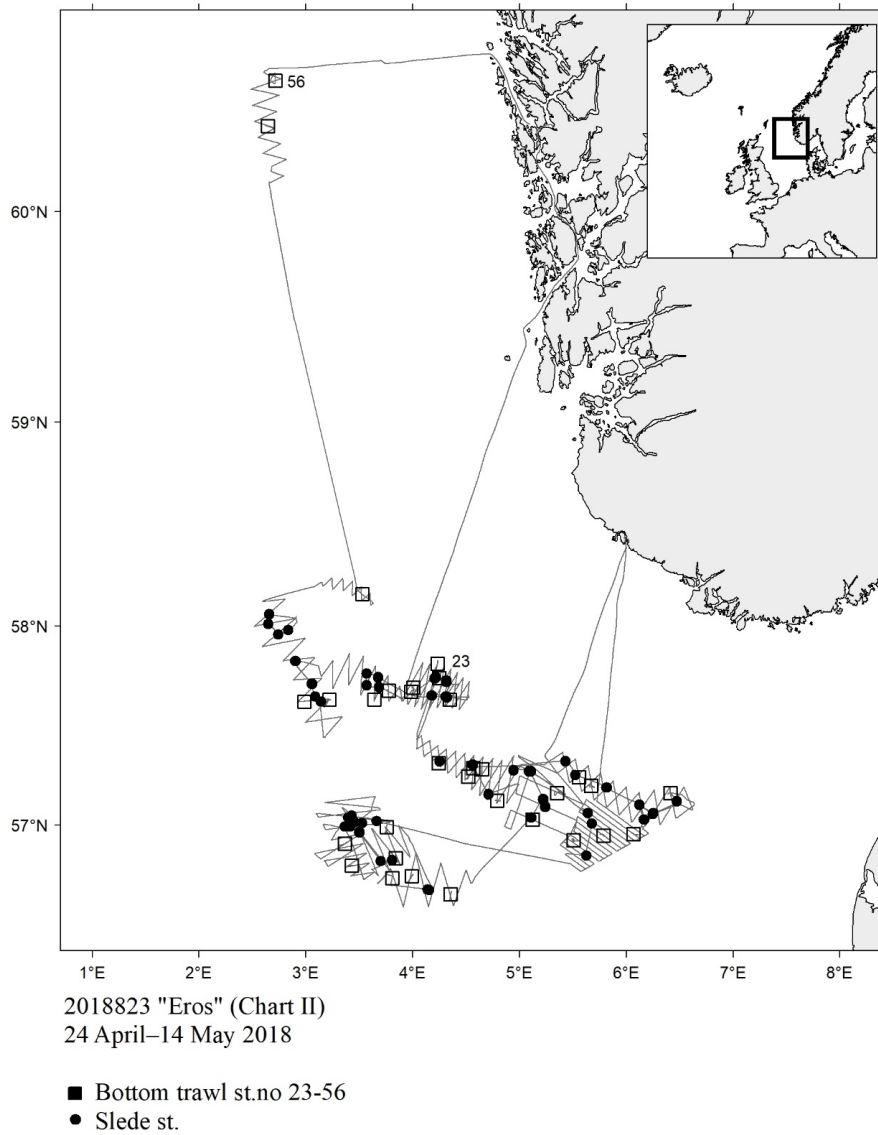 56
60°N
59°N
58°N
23
57°N
1°E 2°E 3°E 4°E 5°E 6°E 7°E 8°E
2018823 "Eros" (Chart II)
24 April–14 May 2018
Bottom trawl st.no 23-56
Slede st.